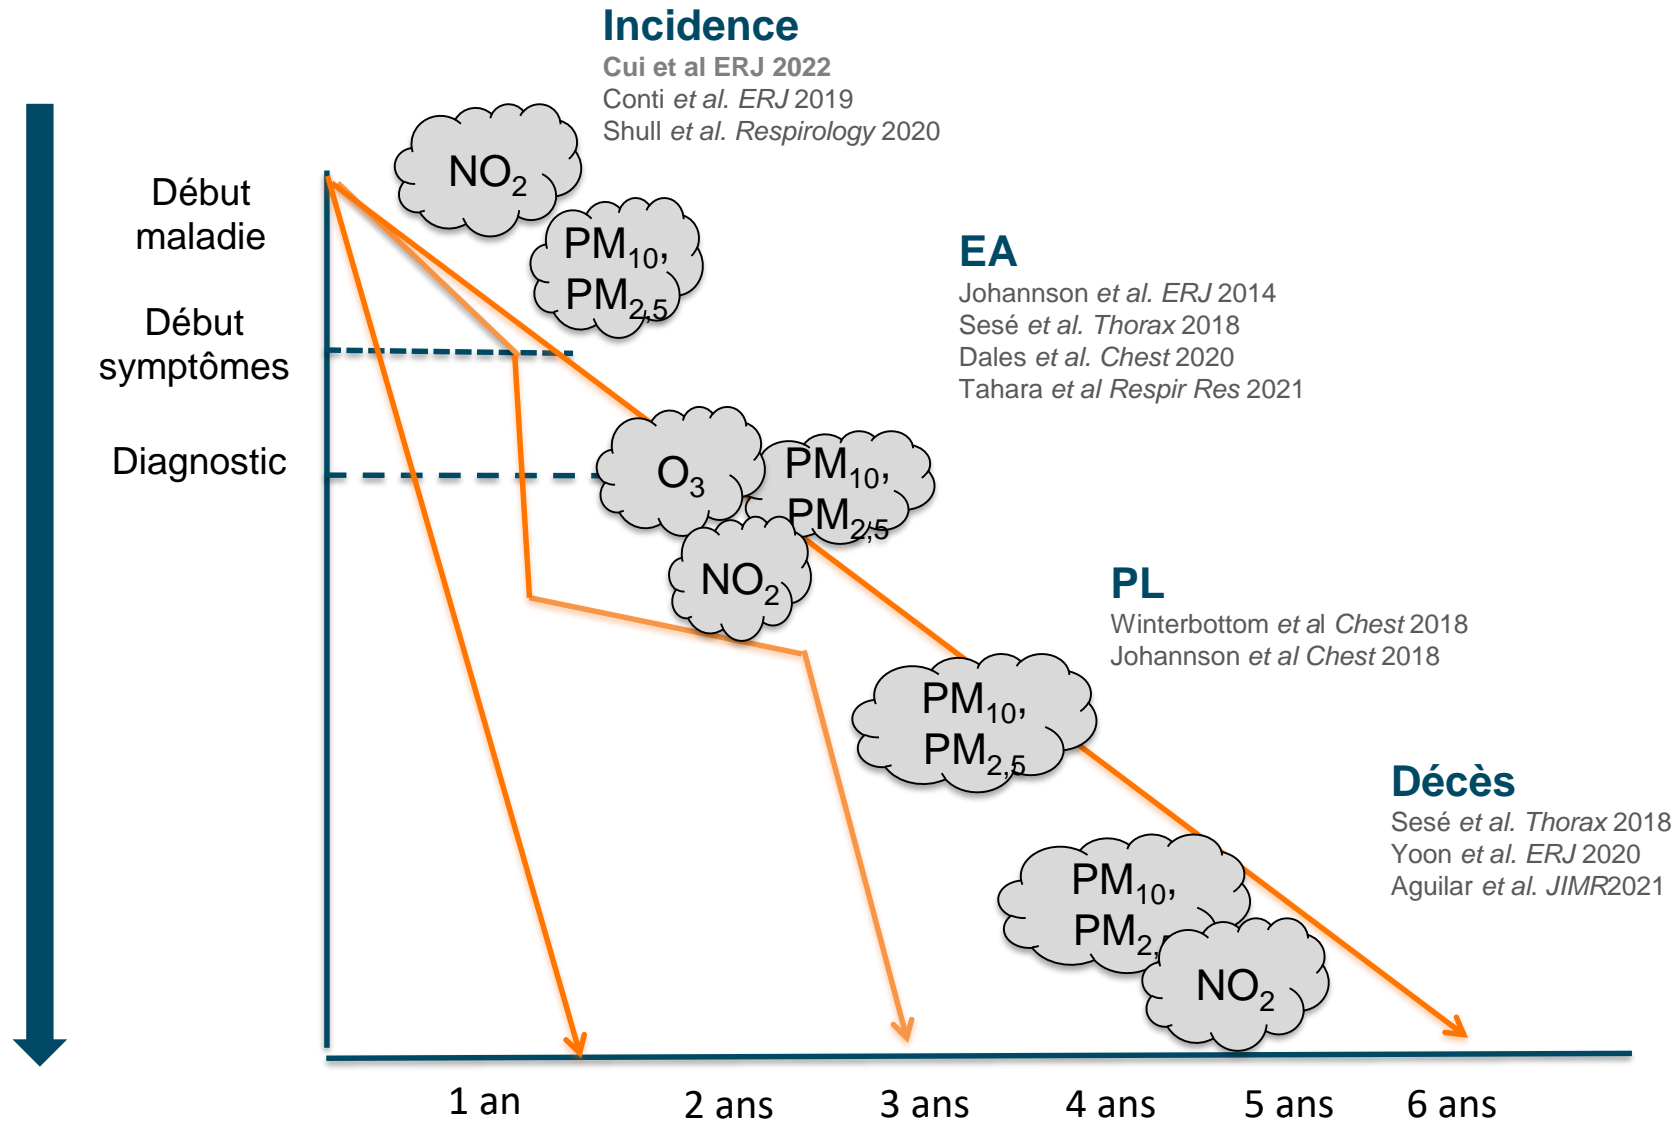 Incidence
Cui et al ERJ 2022
Conti et al. ERJ 2019
Shull et al. Respirology 2020
NO2
Début
maladie
PM10,
PM2,5
EA
Johannson et al. ERJ 2014
Sesé et al. Thorax 2018
Dales et al. Chest 2020
Tahara et al Respir Res 2021
Début
symptômes
Diagnostic
O3
PM10,
PM2,5
NO2
PL
Winterbottom et al Chest 2018
Johannson et al Chest 2018
PM10,
PM2,5
Décès
Sesé et al. Thorax 2018
Yoon et al. ERJ 2020
Aguilar et al. JIMR2021
PM10,
PM2,5
NO2
1 an
2 ans
3 ans
4 ans
5 ans
6 ans